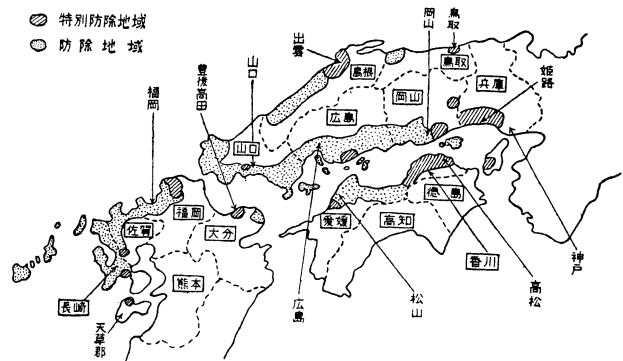 特別防除地域
防除地域
出雲
岡山
鳥取
豊後高田
山口
福岡
島根
鳥取
兵庫
姫路
岡山
広島
山口
福岡
佐賀
大分
愛媛
高知
徳島
熊本
香川
神戸
長崎
天草郡
広島
松山
高松